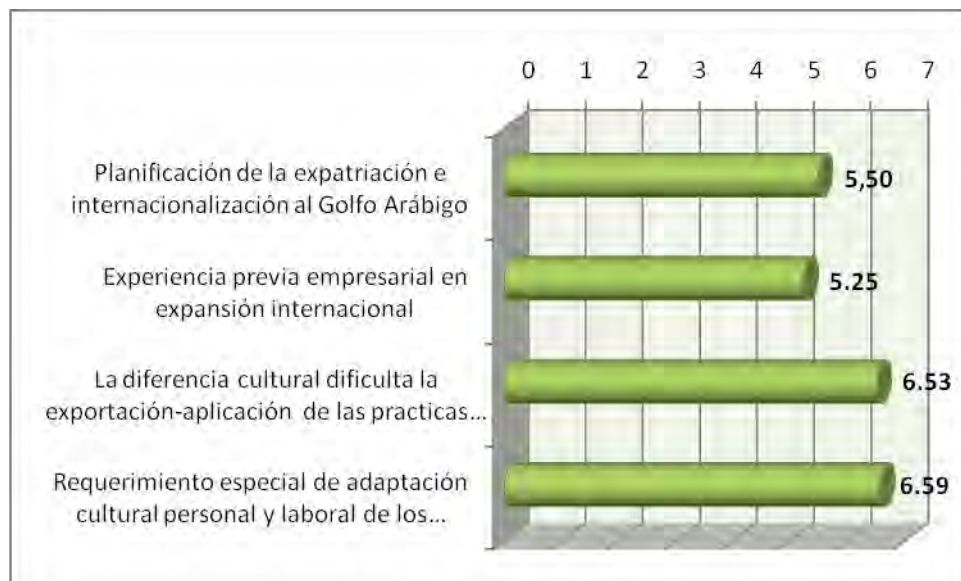 0 1 2 3 4 5 6 7
Planificación de la expatriación e
internacionalización al Golfo Arábigo
5,50
Experiencia previa empresarial en
expansión internacional
5.25
La diferencia cultural dificulta la
exportación-aplicación de las practicas...
6.53
Requerimiento especial de adaptación
cultural personal y laboral de los...
6.59